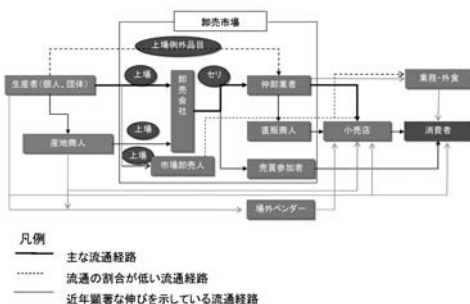 卸売市場
上場例外品目
生産者(個人、団体)
上場
卸売会社
セリ
仲卸業者
業務・外食
産地商人
上場
直販商人
小売店
消費者
上場
市場卸売人
売買参加者
場外ベンダー
凡例
主な流通経路
流通の割合が低い流通経路
近年顕著な伸びを示している流通経路